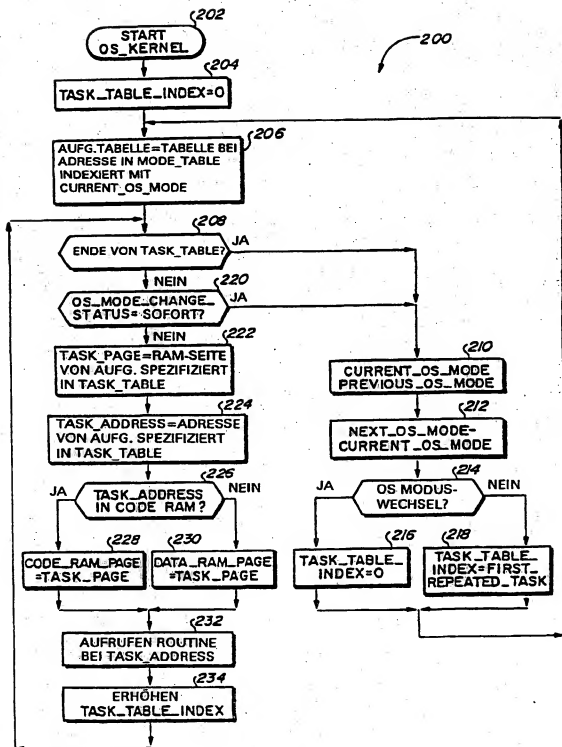 202
START
OS_KERNEL
200
204
TASK_TABLE_INDEX=0
206
AUFG.TABELLE=TABELLE BEI
ADRESSE IN MODE_TABLE
INDEXIERT MIT
CURRENT_OS_MODE
208
ENDE VON TASK_TABLE?
JA
NEIN
220
OS_MODE_CHANGE_
STATUS= SOFORT?
JA
NEIN
222
TASK_PAGE=RAM-SEITE
VON AUFG. SPEZIFIZIERT
IN TASK_TABLE
224
TASK_ADDRESS=ADRESSE
VON AUFG. SPEZIFIZIERT
IN TASK_TABLE
226
JA
TASK_ADDRESS
IN CODE_RAM?
NEIN
228
CODE_RAM_PAGE
=TASK_PAGE
230
DATA_RAM_PAGE
=TASK_PAGE
232
AUFRUFEN ROUTINE
BEI TASK_ADDRESS
234
ERHÖHEN
TASK_TABLE_INDEX
210
CURRENT_OS_MODE
PREVIOUS_OS_MODE
212
NEXT_OS_MODE-
CURRENT_OS_MODE
214
JA
OS MODUS-
WECHSEL?
NEIN
216
TASK_TABLE_
INDEX=0
218
TASK_TABLE_
INDEX=FIRST_
REPEATED_TASK